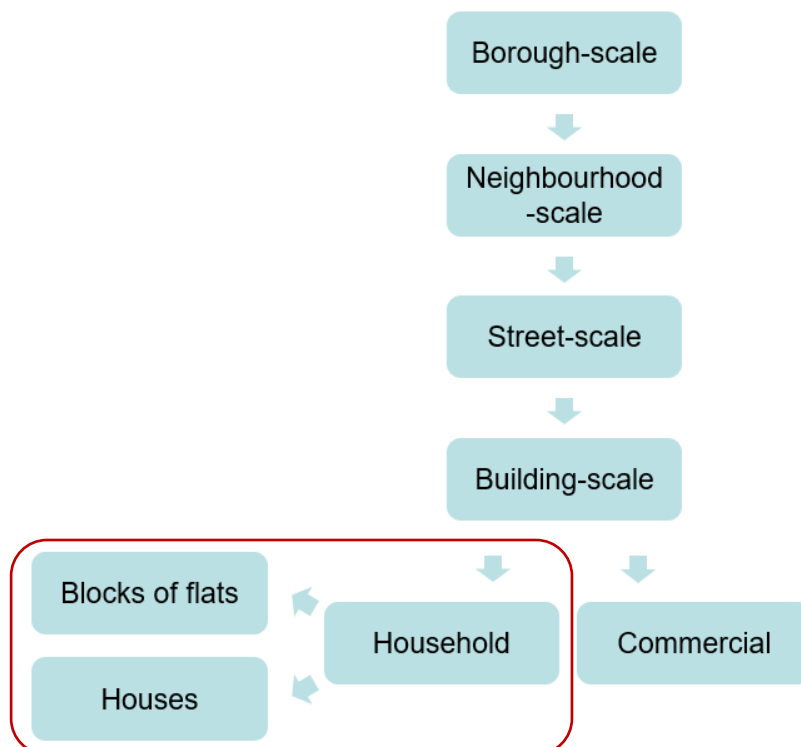 Borough-scale
Neighbourhood
-scale
Street-scale
Building-scale
Blocks of flats
Household
Commercial
Houses